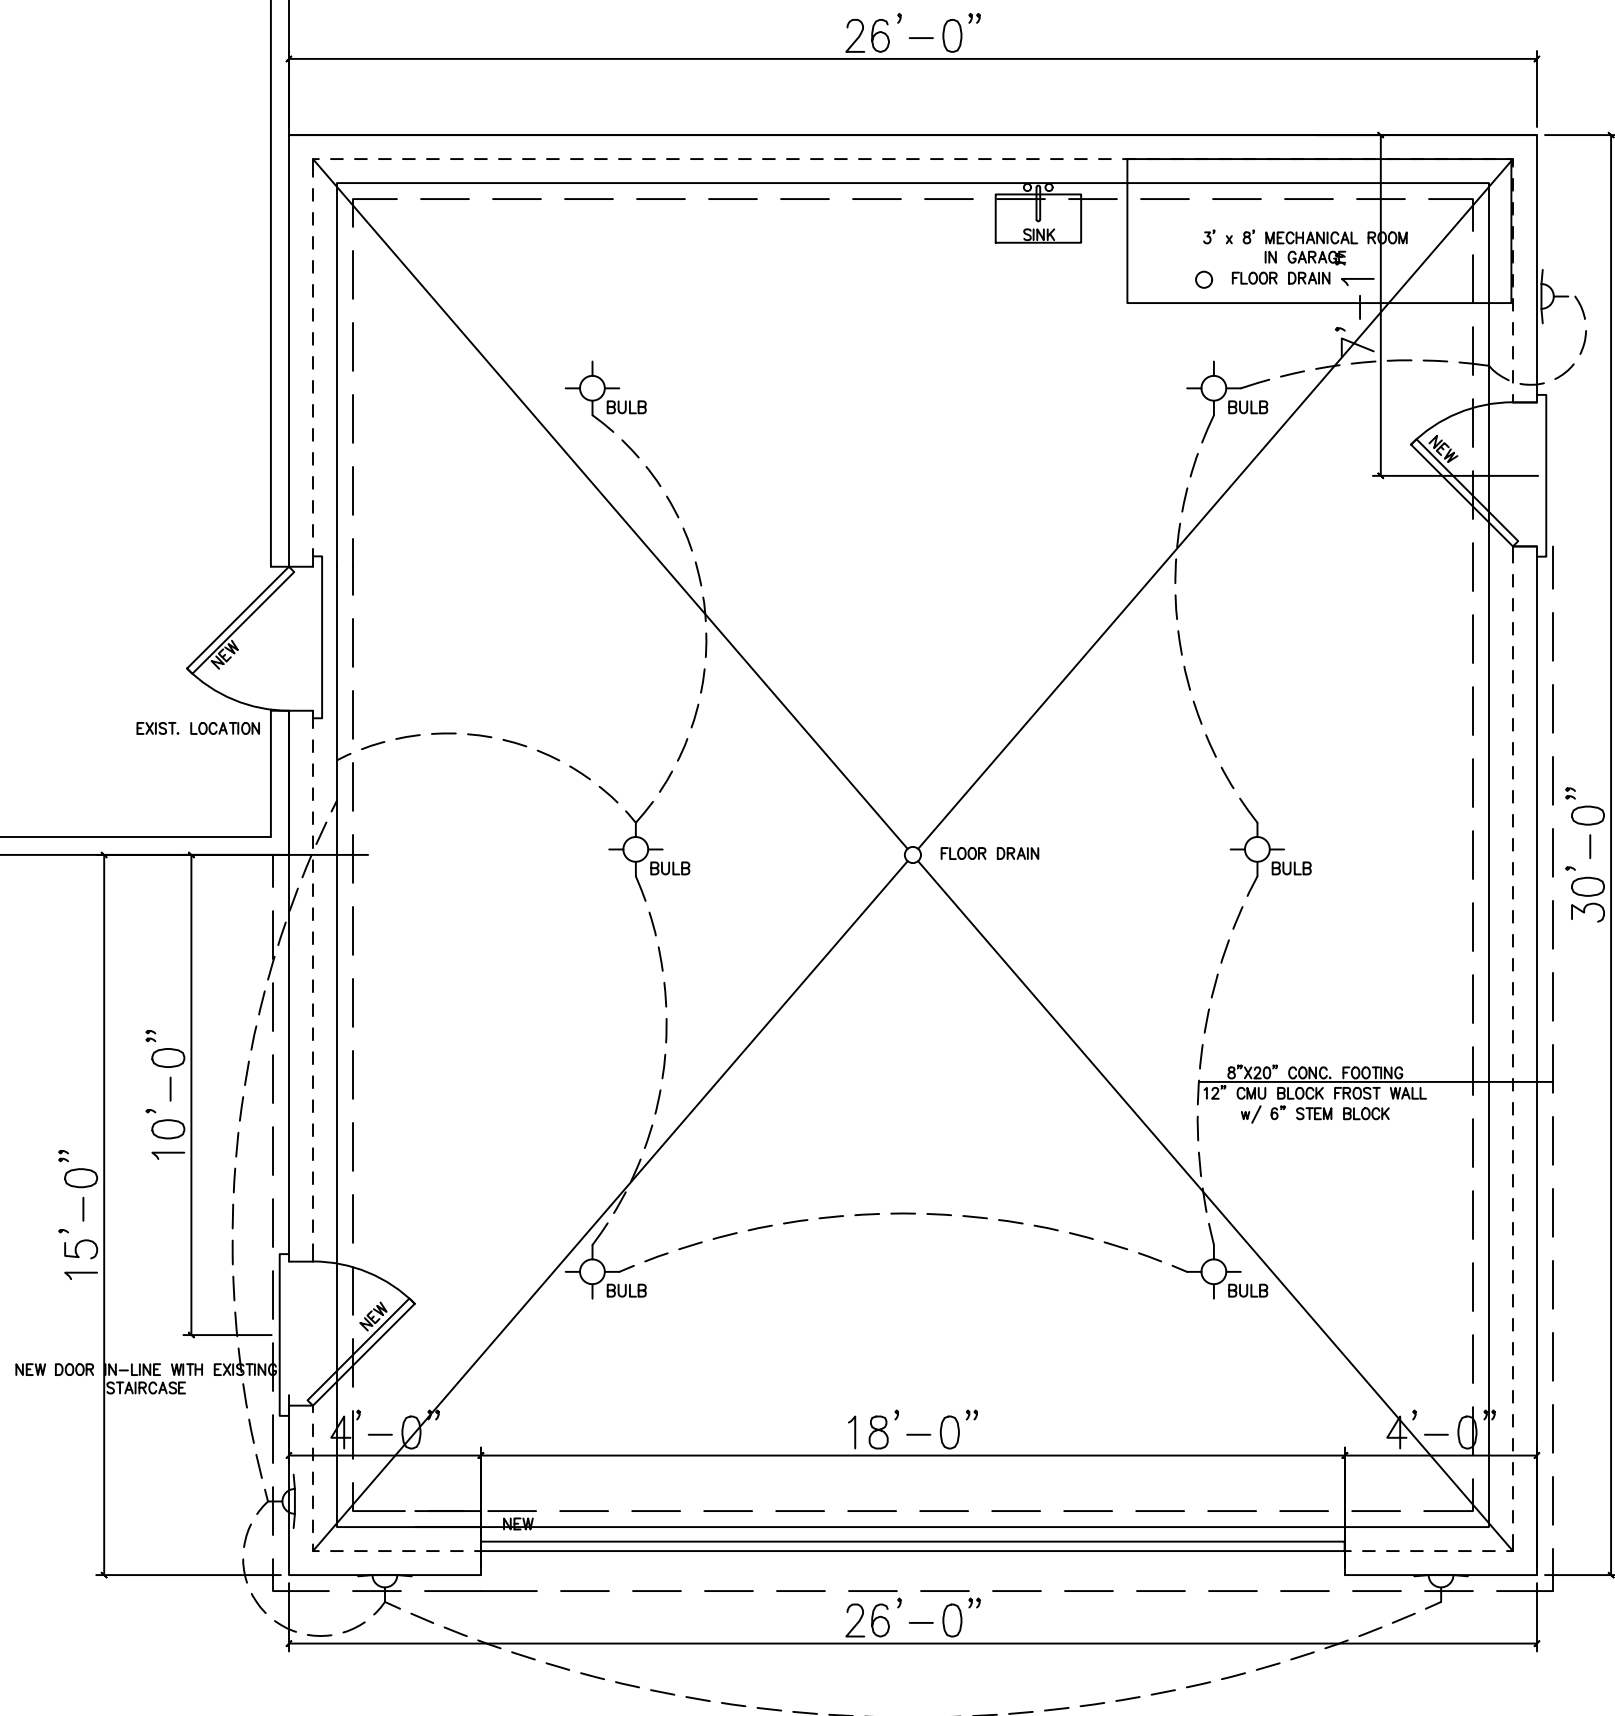 26'-0"
SINK
3' x 8' MECHANICAL ROOM
IN GARAGE
FLOOR DRAIN
7'-1"
BULB
BULB
NEW
NEW
EXIST. LOCATION
BULB
FLOOR DRAIN
BULB
30'-0"
10'-0"
15'-0"
8"X20" CONC. FOOTING
12" CMU BLOCK FROST WALL
w/ 6" STEM BLOCK
BULB
BULB
NEW
NEW DOOR IN-LINE WITH EXISTING
STAIRCASE
4'-0"
18'-0"
4'-0"
NEW
26'-0"